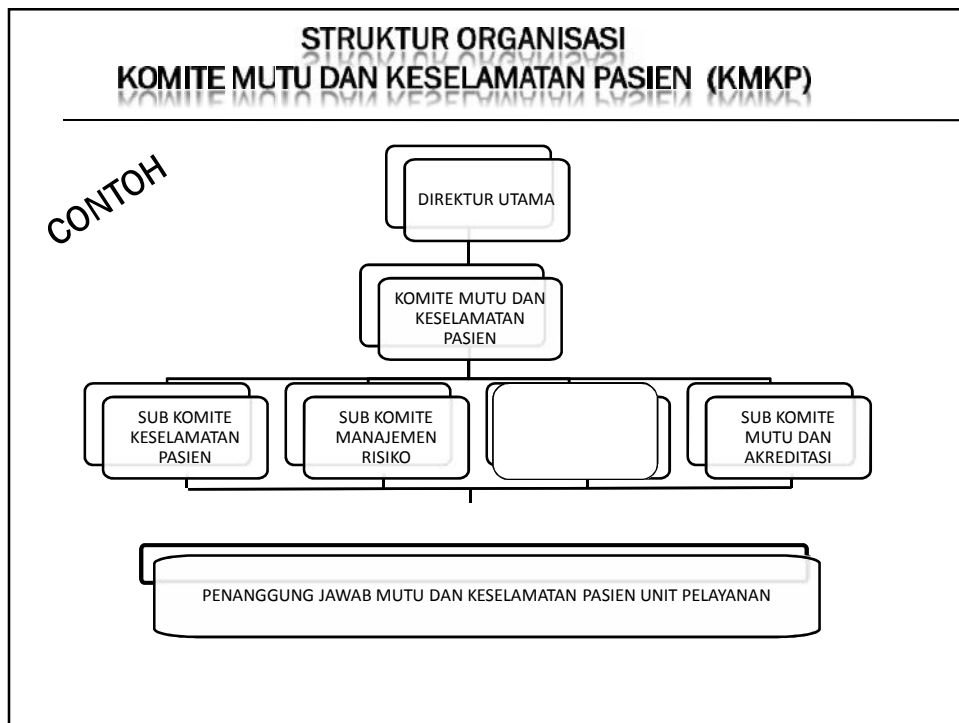 STRUKTUR ORGANISASI
KOMITE MUTU DAN KESELAMATAN PASIEN (KMKP)
CONTOH
DIREKTUR UTAMA
KOMITE MUTU DAN
KESELAMATAN
PASIEN
SUB KOMITE
KESELAMATAN
PASIEN
SUB KOMITE
MANAJEMEN
RISIKO
SUB KOMITE
MUTU DAN
AKREDITASI
PENANGGUNG JAWAB MUTU DAN KESELAMATAN PASIEN UNIT PELAYANAN